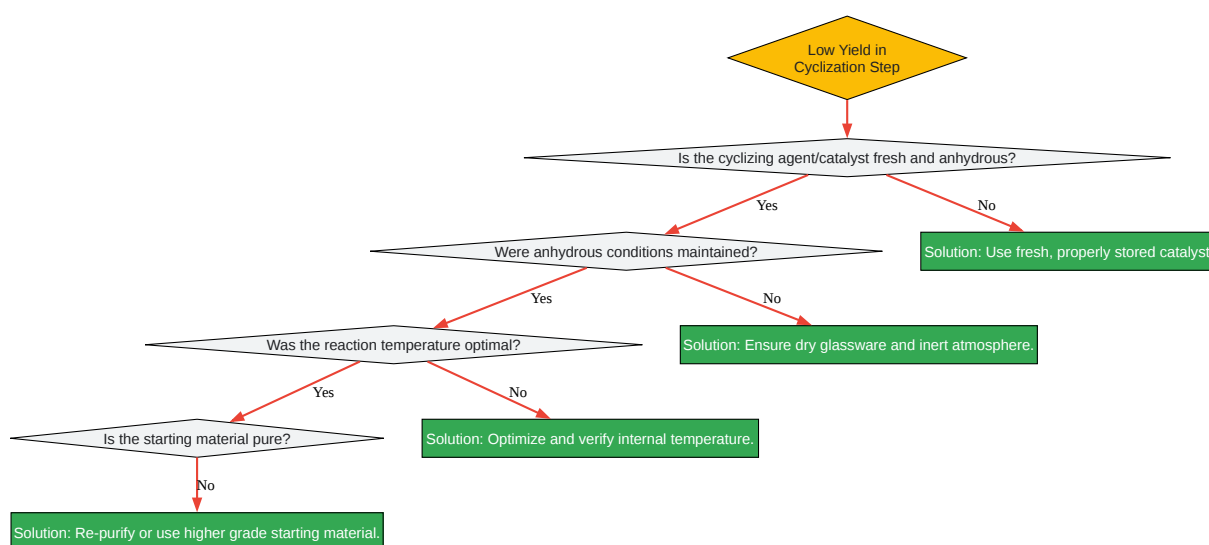 Low Yield in
Cyclization Step
Is the cyclizing agent/catalyst fresh and anhydrous?
Yes
No
Were anhydrous conditions maintained?
Solution: Use fresh, properly stored catalyst
Yes
No
Was the reaction temperature optimal?
Solution: Ensure dry glassware and inert atmosphere.
Yes
No
Is the starting material pure?
Solution: Optimize and verify internal temperature.
No
Solution: Re-purify or use higher grade starting material.